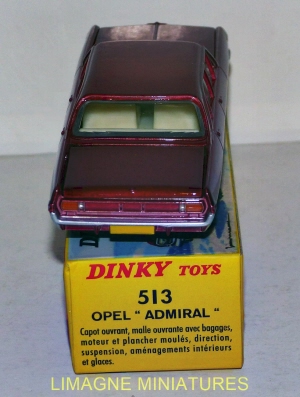 DINKY TOYS
513
OPEL "ADMIRAL"
Capot ouvrant, malle ouvrante avec bagages,
moteur et plancher moulés, direction,
suspension, aménagements intérieurs
et glaces.
LIMAGNE MINIATURES